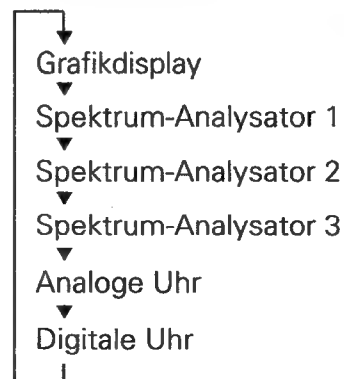 Grafikdisplay
Spektrum-Analysator 1
Spektrum-Analysator 2
Spektrum-Analysator 3
Analoge Uhr
Digitale Uhr